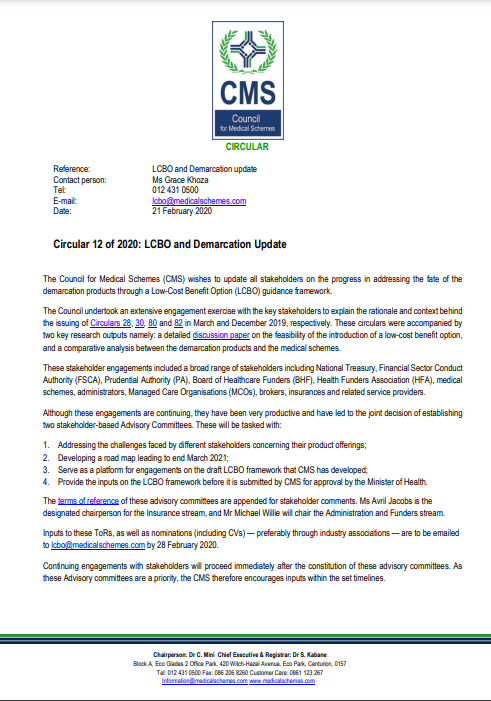 CMS
Council
for Medical Schemes
CIRCULAR
Reference: LCBO and Demarcation update
Contact person: Ms Grace Khoza
Tel: 012 431 0500
E-mail: lcbo@medicalschemes.com
Date: 21 February 2020
Circular 12 of 2020: LCBO and Demarcation Update
The Council for Medical Schemes (CMS) wishes to update all stakeholders on the progress in addressing the fate of the
demarcation products through a Low-Cost Benefit Option (LCBO) guidance framework.
The Council undertook an extensive engagement exercise with the key stakeholders to explain the rationale and context behind
the issuing of Circulars 28, 30, 80 and 82 in March and December 2019, respectively. These circulars were accompanied by
two key research outputs namely: a detailed discussion paper on the feasibility of the introduction of a low-cost benefit option,
and a comparative analysis between the demarcation products and the medical schemes.
These stakeholder engagements included a broad range of stakeholders including National Treasury, Financial Sector Conduct
Authority (FSCA), Prudential Authority (PA), Board of Healthcare Funders (BHF), Health Funders Association (HFA), medical
schemes, administrators, Managed Care Organisations (MCOs), brokers, insurances and related service providers.
Although these engagements are continuing, they have been very productive and have led to the joint decision of establishing
two stakeholder-based Advisory Committees. These will be tasked with:
1. Addressing the challenges faced by different stakeholders concerning their product offerings;
2. Developing a road map leading to end March 2021;
3. Serve as a platform for engagements on the draft LCBO framework that CMS has developed;
4. Provide the inputs on the LCBO framework before it is submitted by CMS for approval by the Minister of Health.
The terms of reference of these advisory committees are appended for stakeholder comments. Ms Avril Jacobs is the
designated chairperson for the Insurance stream, and Mr Michael Willie will chair the Administration and Funders stream.
Inputs to these ToRs, as well as nominations (including CVs) — preferably through industry associations — are to be emailed
to lcbo@medicalschemes.com by 28 February 2020.
Continuing engagements with stakeholders will proceed immediately after the constitution of these advisory committees. As
these Advisory committees are a priority, the CMS therefore encourages inputs within the set timelines.
Chairperson: Dr C. Mini Chief Executive & Registrar: Dr S. Kabane
Block A, Eco Glades 2 Office Park, 420 Witch-Hazel Avenue, Eco Park, Centurion, 0157
Tel: 012 431 0500 Fax: 086 206 8260 Customer Care: 0861 123 267
Information@medicalschemes.com www.medicalschemes.com